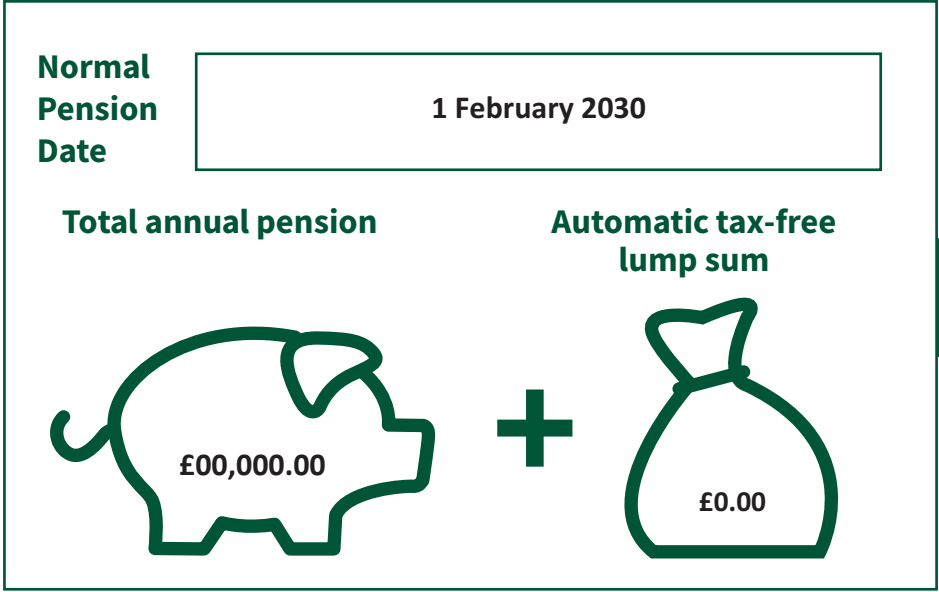 Normal
Pension
Date
1 February 2030
Total annual pension
Automatic tax-free
lump sum
£00,000.00
£0.00